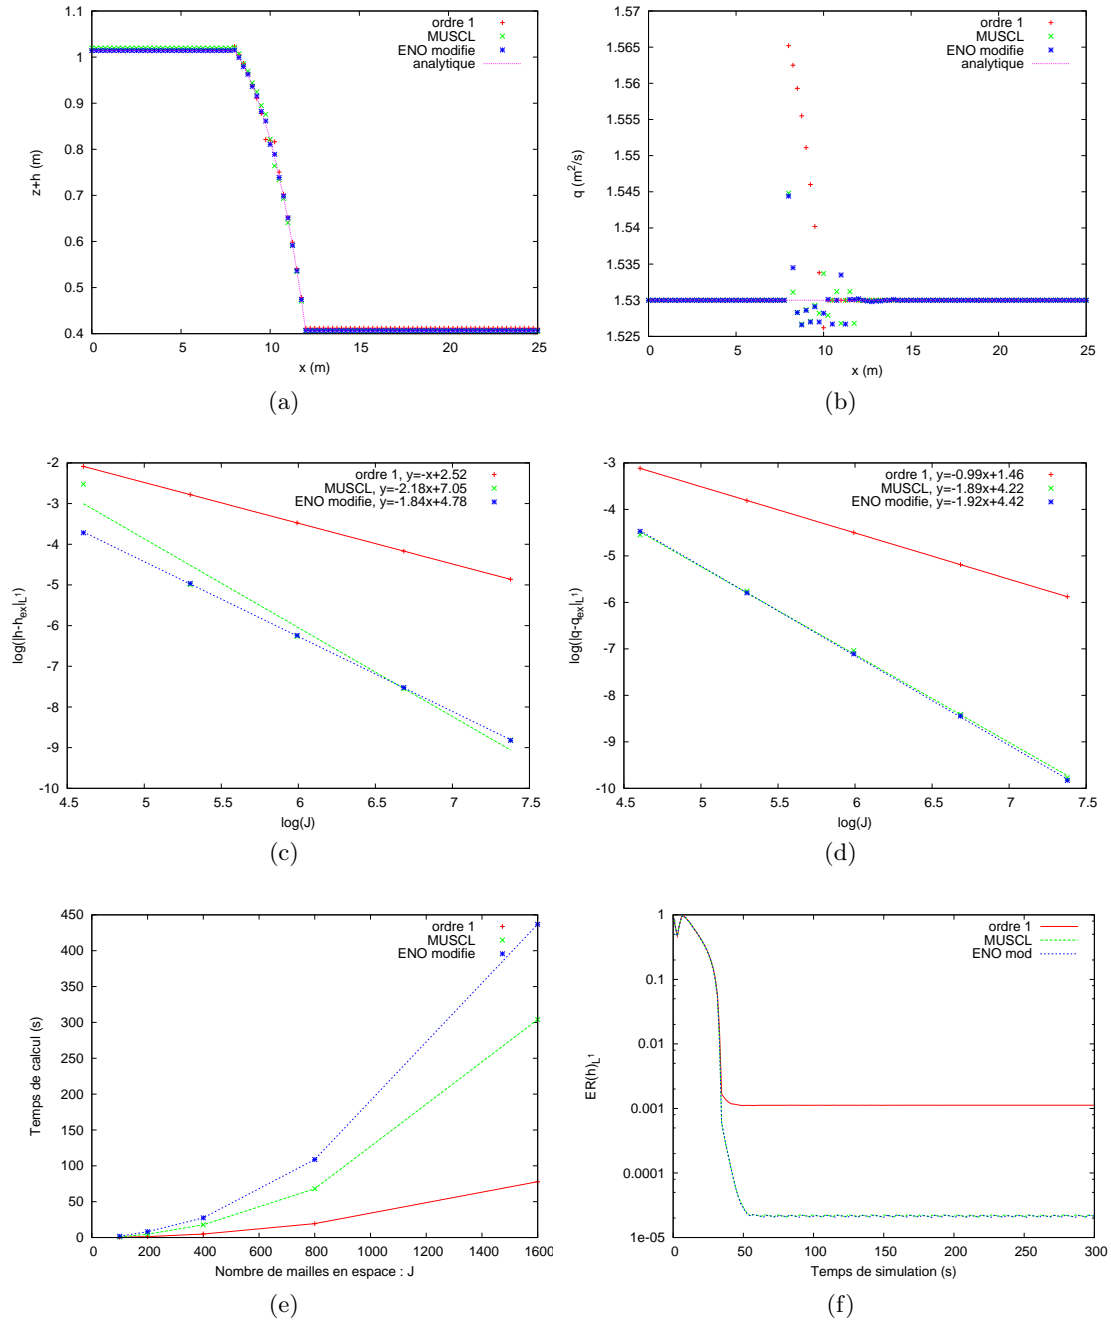 ordre 1
MUSCL
ENO modifie
analytique
1.1
1
0.9
0.8
0.7
0.6
0.5
0.4
z+h (m)
0 5 10 15 20 25
x (m)
(a)
ordre 1
MUSCL
ENO modifie
analytique
1.57
1.565
1.56
1.555
1.55
1.545
1.54
1.535
1.53
1.525
q (m²/s)
0 5 10 15 20 25
x (m)
(b)
ordre 1, y=-x+2.52
MUSCL, y=-2.18x+7.05
ENO modifie, y=-1.84x+4.78
-2
-3
-4
-5
-6
-7
-8
-9
-10
log(|h-h_ex|_L¹)
4.5 5 5.5 6 6.5 7 7.5
log(J)
(c)
ordre 1, y=-0.99x+1.46
MUSCL, y=-1.89x+4.22
ENO modifie, y=-1.92x+4.42
-3
-4
-5
-6
-7
-8
-9
-10
log(|q-q_ex|_L¹)
4.5 5 5.5 6 6.5 7 7.5
log(J)
(d)
ordre 1
MUSCL
ENO modifie
450
400
350
300
250
200
150
100
50
0
Temps de calcul (s)
0 200 400 600 800 1000 1200 1400 1600
Nombre de mailles en espace : J
(e)
ordre 1
MUSCL
ENO mod
1
0.1
0.01
0.001
0.0001
1e-05
ER(h)_L¹
0 50 100 150 200 250 300
Temps de simulation (s)
(f)